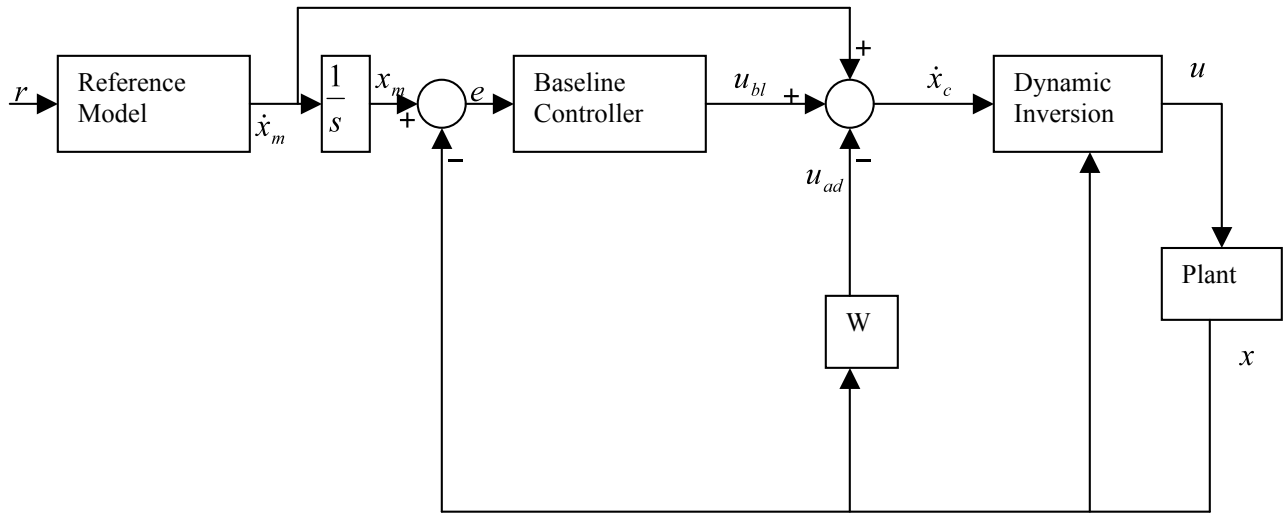 r
Reference
Model
ẋ_m
1
s
x_m
+
−
e
Baseline
Controller
u_bl
+
+
−
u_ad
W
ẋ_c
Dynamic
Inversion
u
Plant
x